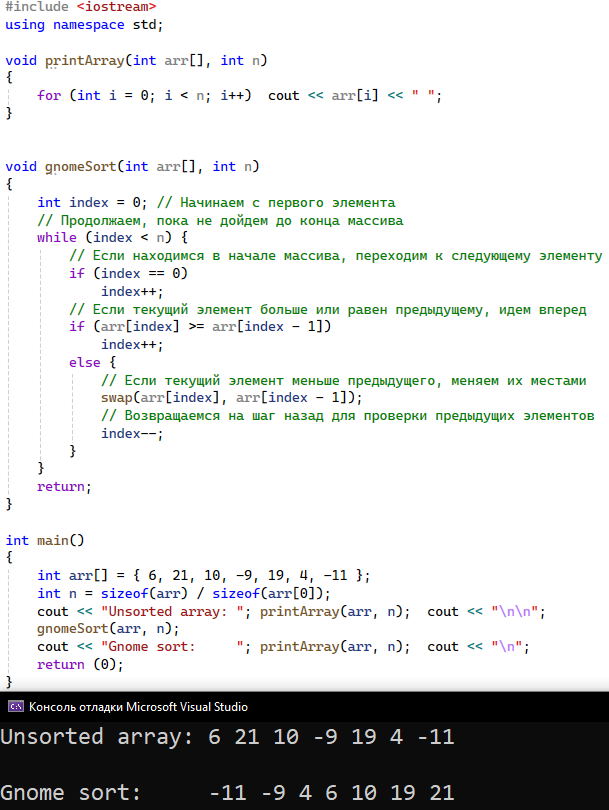 #include <iostream>
using namespace std;

void printArray(int arr[], int n)
{
    for (int i = 0; i < n; i++)  cout << arr[i] << " ";
}


void gnomeSort(int arr[], int n)
{
    int index = 0; // Начинаем с первого элемента
    // Продолжаем, пока не дойдем до конца массива
    while (index < n) {
        // Если находимся в начале массива, переходим к следующему элементу
        if (index == 0)
            index++;
        // Если текущий элемент больше или равен предыдущему, идем вперед
        if (arr[index] >= arr[index - 1])
            index++;
        else {
            // Если текущий элемент меньше предыдущего, меняем их местами
            swap(arr[index], arr[index - 1]);
            // Возвращаемся на шаг назад для проверки предыдущих элементов
            index--;
        }
    }
    return;
}

int main()
{
    int arr[] = { 6, 21, 10, -9, 19, 4, -11 };
    int n = sizeof(arr) / sizeof(arr[0]);
    cout << "Unsorted array: "; printArray(arr, n);  cout << "\n\n";
    gnomeSort(arr, n);
    cout << "Gnome sort:     "; printArray(arr, n);  cout << "\n";
    return (0);
}
C:\ Консоль отладки Microsoft Visual Studio
Unsorted array: 6 21 10 -9 19 4 -11

Gnome sort:     -11 -9 4 6 10 19 21